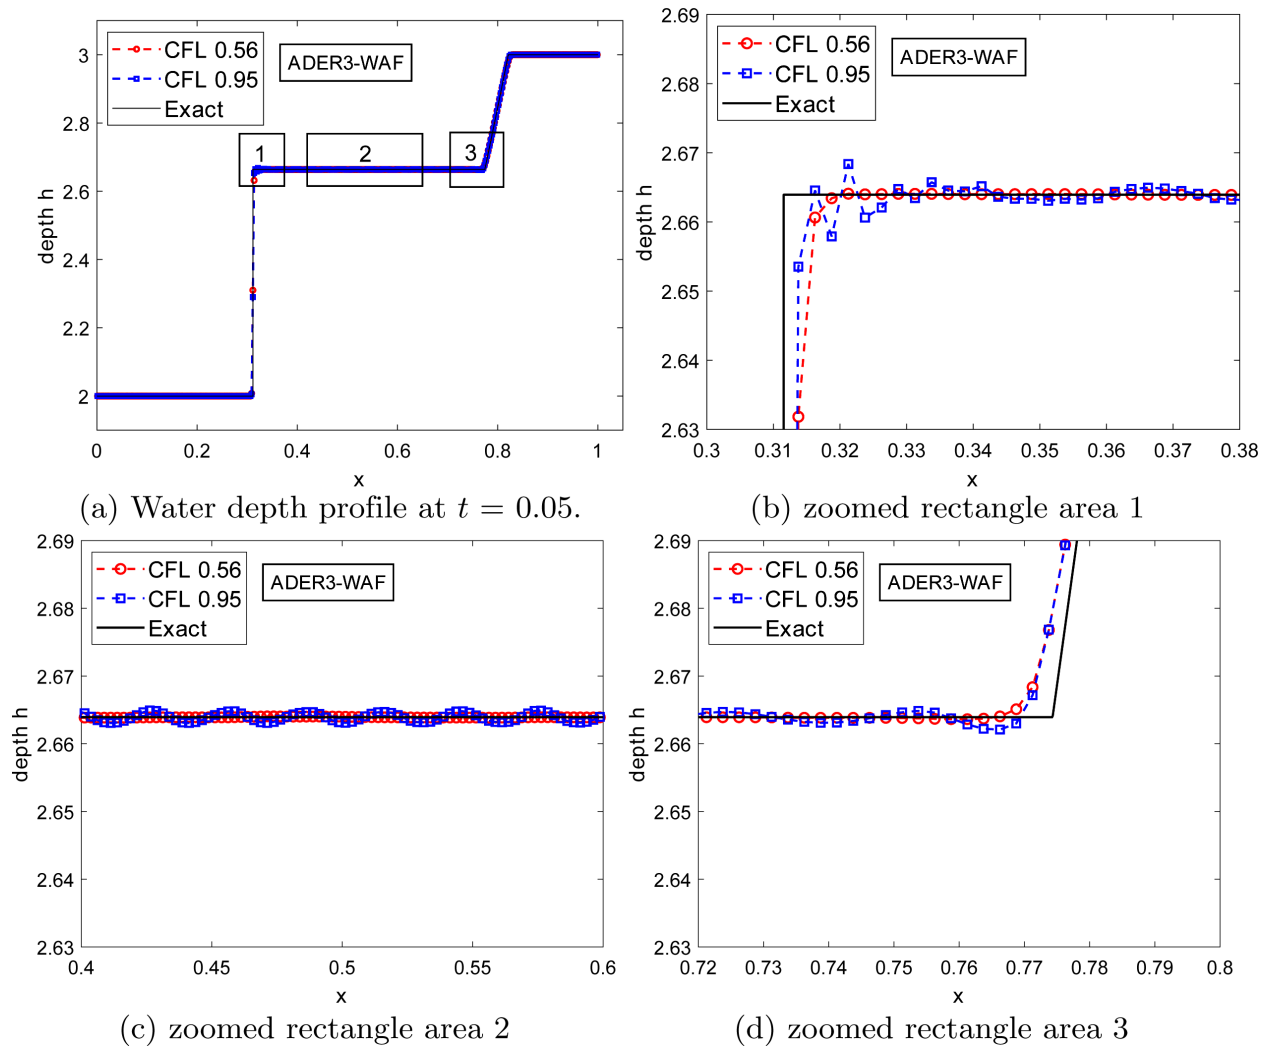 CFL 0.56
CFL 0.95
Exact
ADER3-WAF
1
2
3
depth h
3
2.8
2.6
2.4
2.2
2
0 0.2 0.4 0.6 0.8 1
x
(a) Water depth profile at t = 0.05.
CFL 0.56
CFL 0.95
Exact
ADER3-WAF
depth h
2.69
2.68
2.67
2.66
2.65
2.64
2.63
0.3 0.31 0.32 0.33 0.34 0.35 0.36 0.37 0.38
x
(b) zoomed rectangle area 1
CFL 0.56
CFL 0.95
Exact
ADER3-WAF
depth h
2.69
2.68
2.67
2.66
2.65
2.64
2.63
0.4 0.45 0.5 0.55 0.6
x
(c) zoomed rectangle area 2
CFL 0.56
CFL 0.95
Exact
ADER3-WAF
depth h
2.69
2.68
2.67
2.66
2.65
2.64
2.63
0.72 0.73 0.74 0.75 0.76 0.77 0.78 0.79 0.8
x
(d) zoomed rectangle area 3